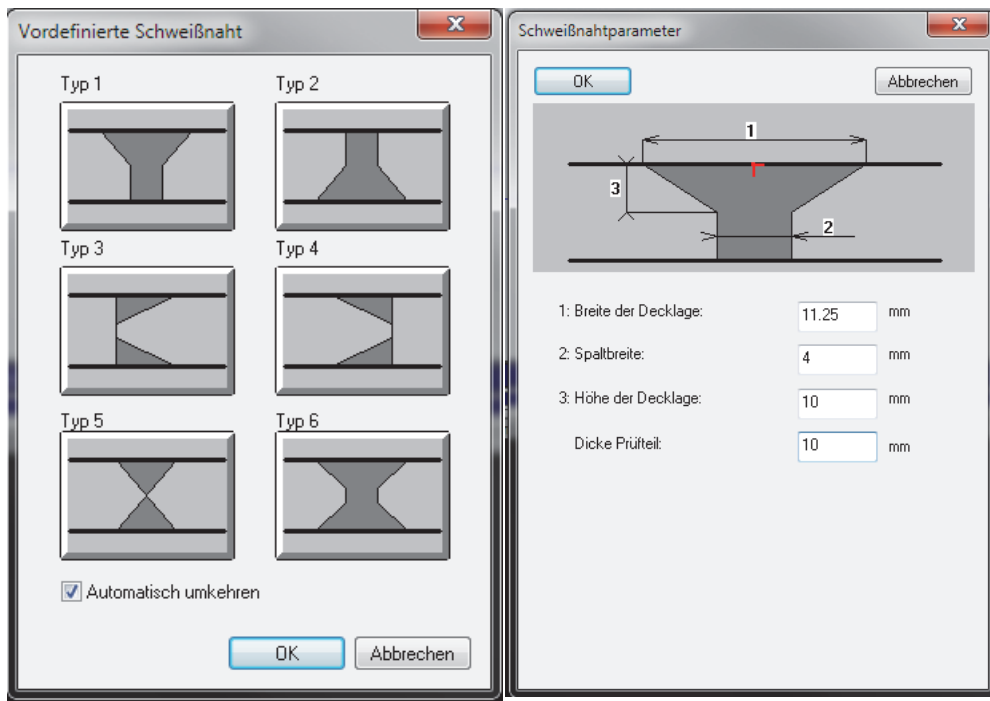 Vordefinierte Schweißnaht
Typ 1 Typ 2
Typ 3 Typ 4
Typ 5 Typ 6
Automatisch umkehren
OK Abbrechen
Schweißnahtparameter
OK Abbrechen
1
3
2
1: Breite der Decklage: 11.25 mm
2: Spaltbreite: 4 mm
3: Höhe der Decklage: 10 mm
Dicke Prüfteil: 10 mm